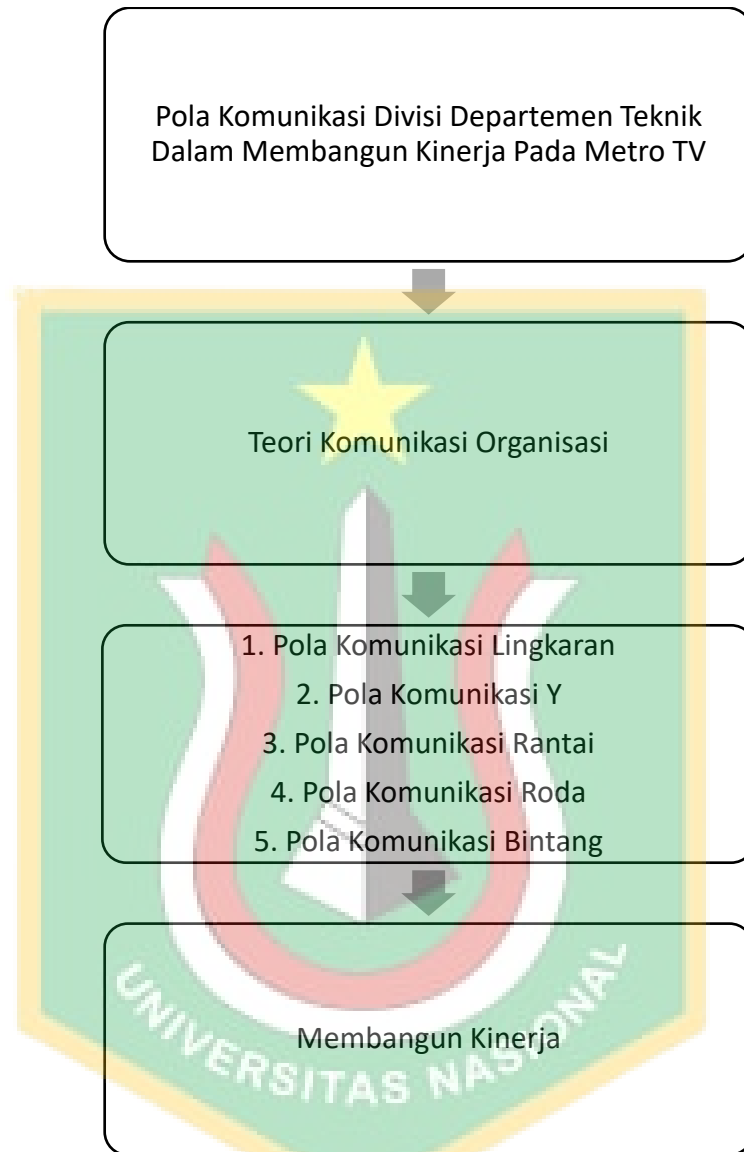 Pola Komunikasi Divisi Departemen Teknik
Dalam Membangun Kinerja Pada Metro TV
Teori Komunikasi Organisasi
1. Pola Komunikasi Lingkaran
2. Pola Komunikasi Y
3. Pola Komunikasi Rantai
4. Pola Komunikasi Roda
5. Pola Komunikasi Bintang
Membangun Kinerja
UNIVERSITAS NASIONAL